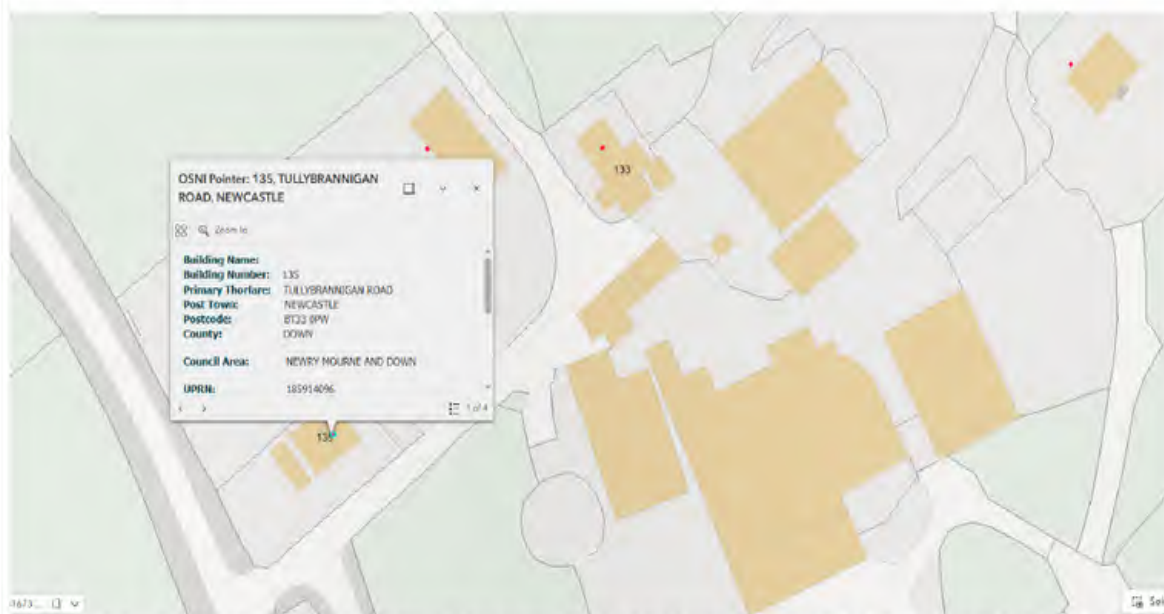 133
OSNI Pointer: 135, TULLYBRANNIGAN
ROAD, NEWCASTLE
Zoom to
Building Name:
Building Number: 135
Primary Thorfare: TULLYBRANNIGAN ROAD
Post Town: NEWCASTLE
Postcode: BT33 0PW
County: DOWN
Council Area: NEWRY MOURNE AND DOWN
UPRN: 185914096
1 of 4
135